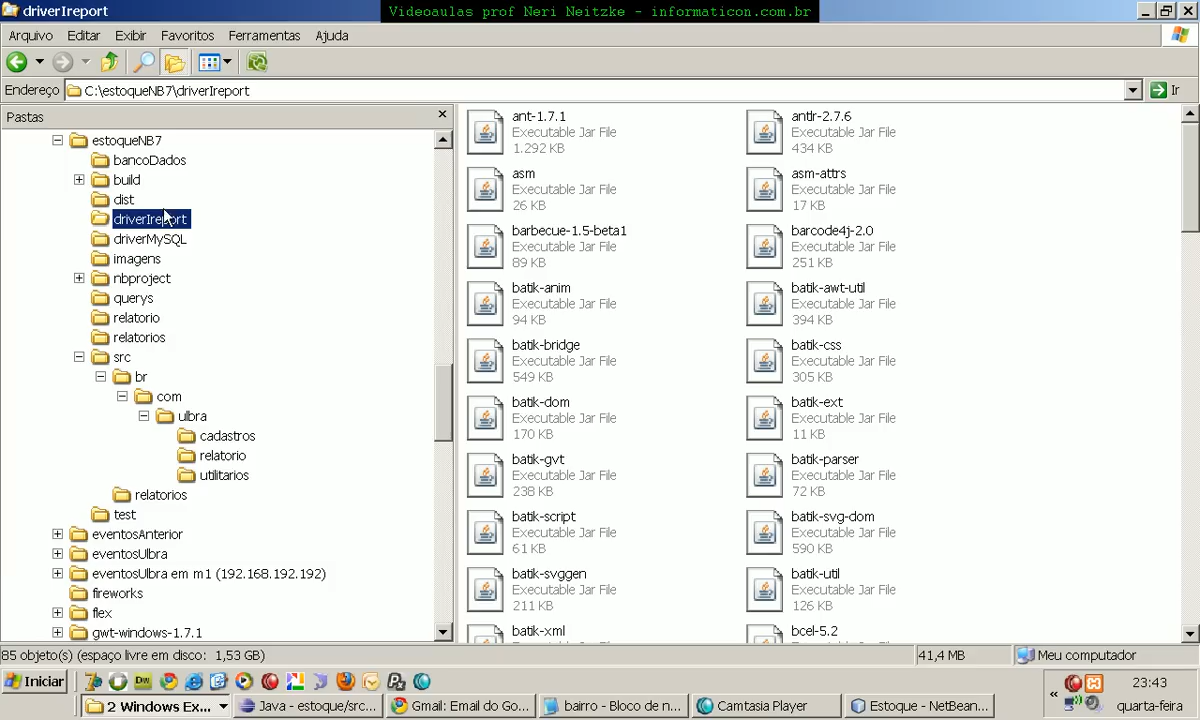 driverIreport
Videoaulas prof Neri Neitzke - informaticon.com.br
Arquivo Editar Exibir Favoritos Ferramentas Ajuda
Endereço C:\estoqueNB7\driverIreport Ir
Pastas
estoqueNB7
bancoDados
build
dist
driverIreport
driverMySQL
imagens
nbproject
querys
relatorio
relatorios
src
br
com
ulbra
cadastros
relatorio
utilitarios
relatorios
test
eventosAnterior
eventosUlbra
eventosUlbra em m1 (192.168.192.192)
fireworks
flex
gwt-windows-1.7.1
ant-1.7.1
Executable Jar File
1.292 KB
antlr-2.7.6
Executable Jar File
434 KB
asm
Executable Jar File
26 KB
asm-attrs
Executable Jar File
17 KB
barbecue-1.5-beta1
Executable Jar File
89 KB
barcode4j-2.0
Executable Jar File
251 KB
batik-anim
Executable Jar File
94 KB
batik-awt-util
Executable Jar File
394 KB
batik-bridge
Executable Jar File
549 KB
batik-css
Executable Jar File
305 KB
batik-dom
Executable Jar File
170 KB
batik-ext
Executable Jar File
11 KB
batik-gvt
Executable Jar File
238 KB
batik-parser
Executable Jar File
72 KB
batik-script
Executable Jar File
61 KB
batik-svg-dom
Executable Jar File
590 KB
batik-svggen
Executable Jar File
211 KB
batik-util
Executable Jar File
126 KB
batik-xml
bcel-5.2
85 objeto(s) (espaço livre em disco: 1,53 GB) 41,4 MB Meu computador
Iniciar
23:43
2 Windows Ex... Java - estoque/src... Gmail: Email do Go... bairro - Bloco de n... Camtasia Player Estoque - NetBean...
quarta-feira